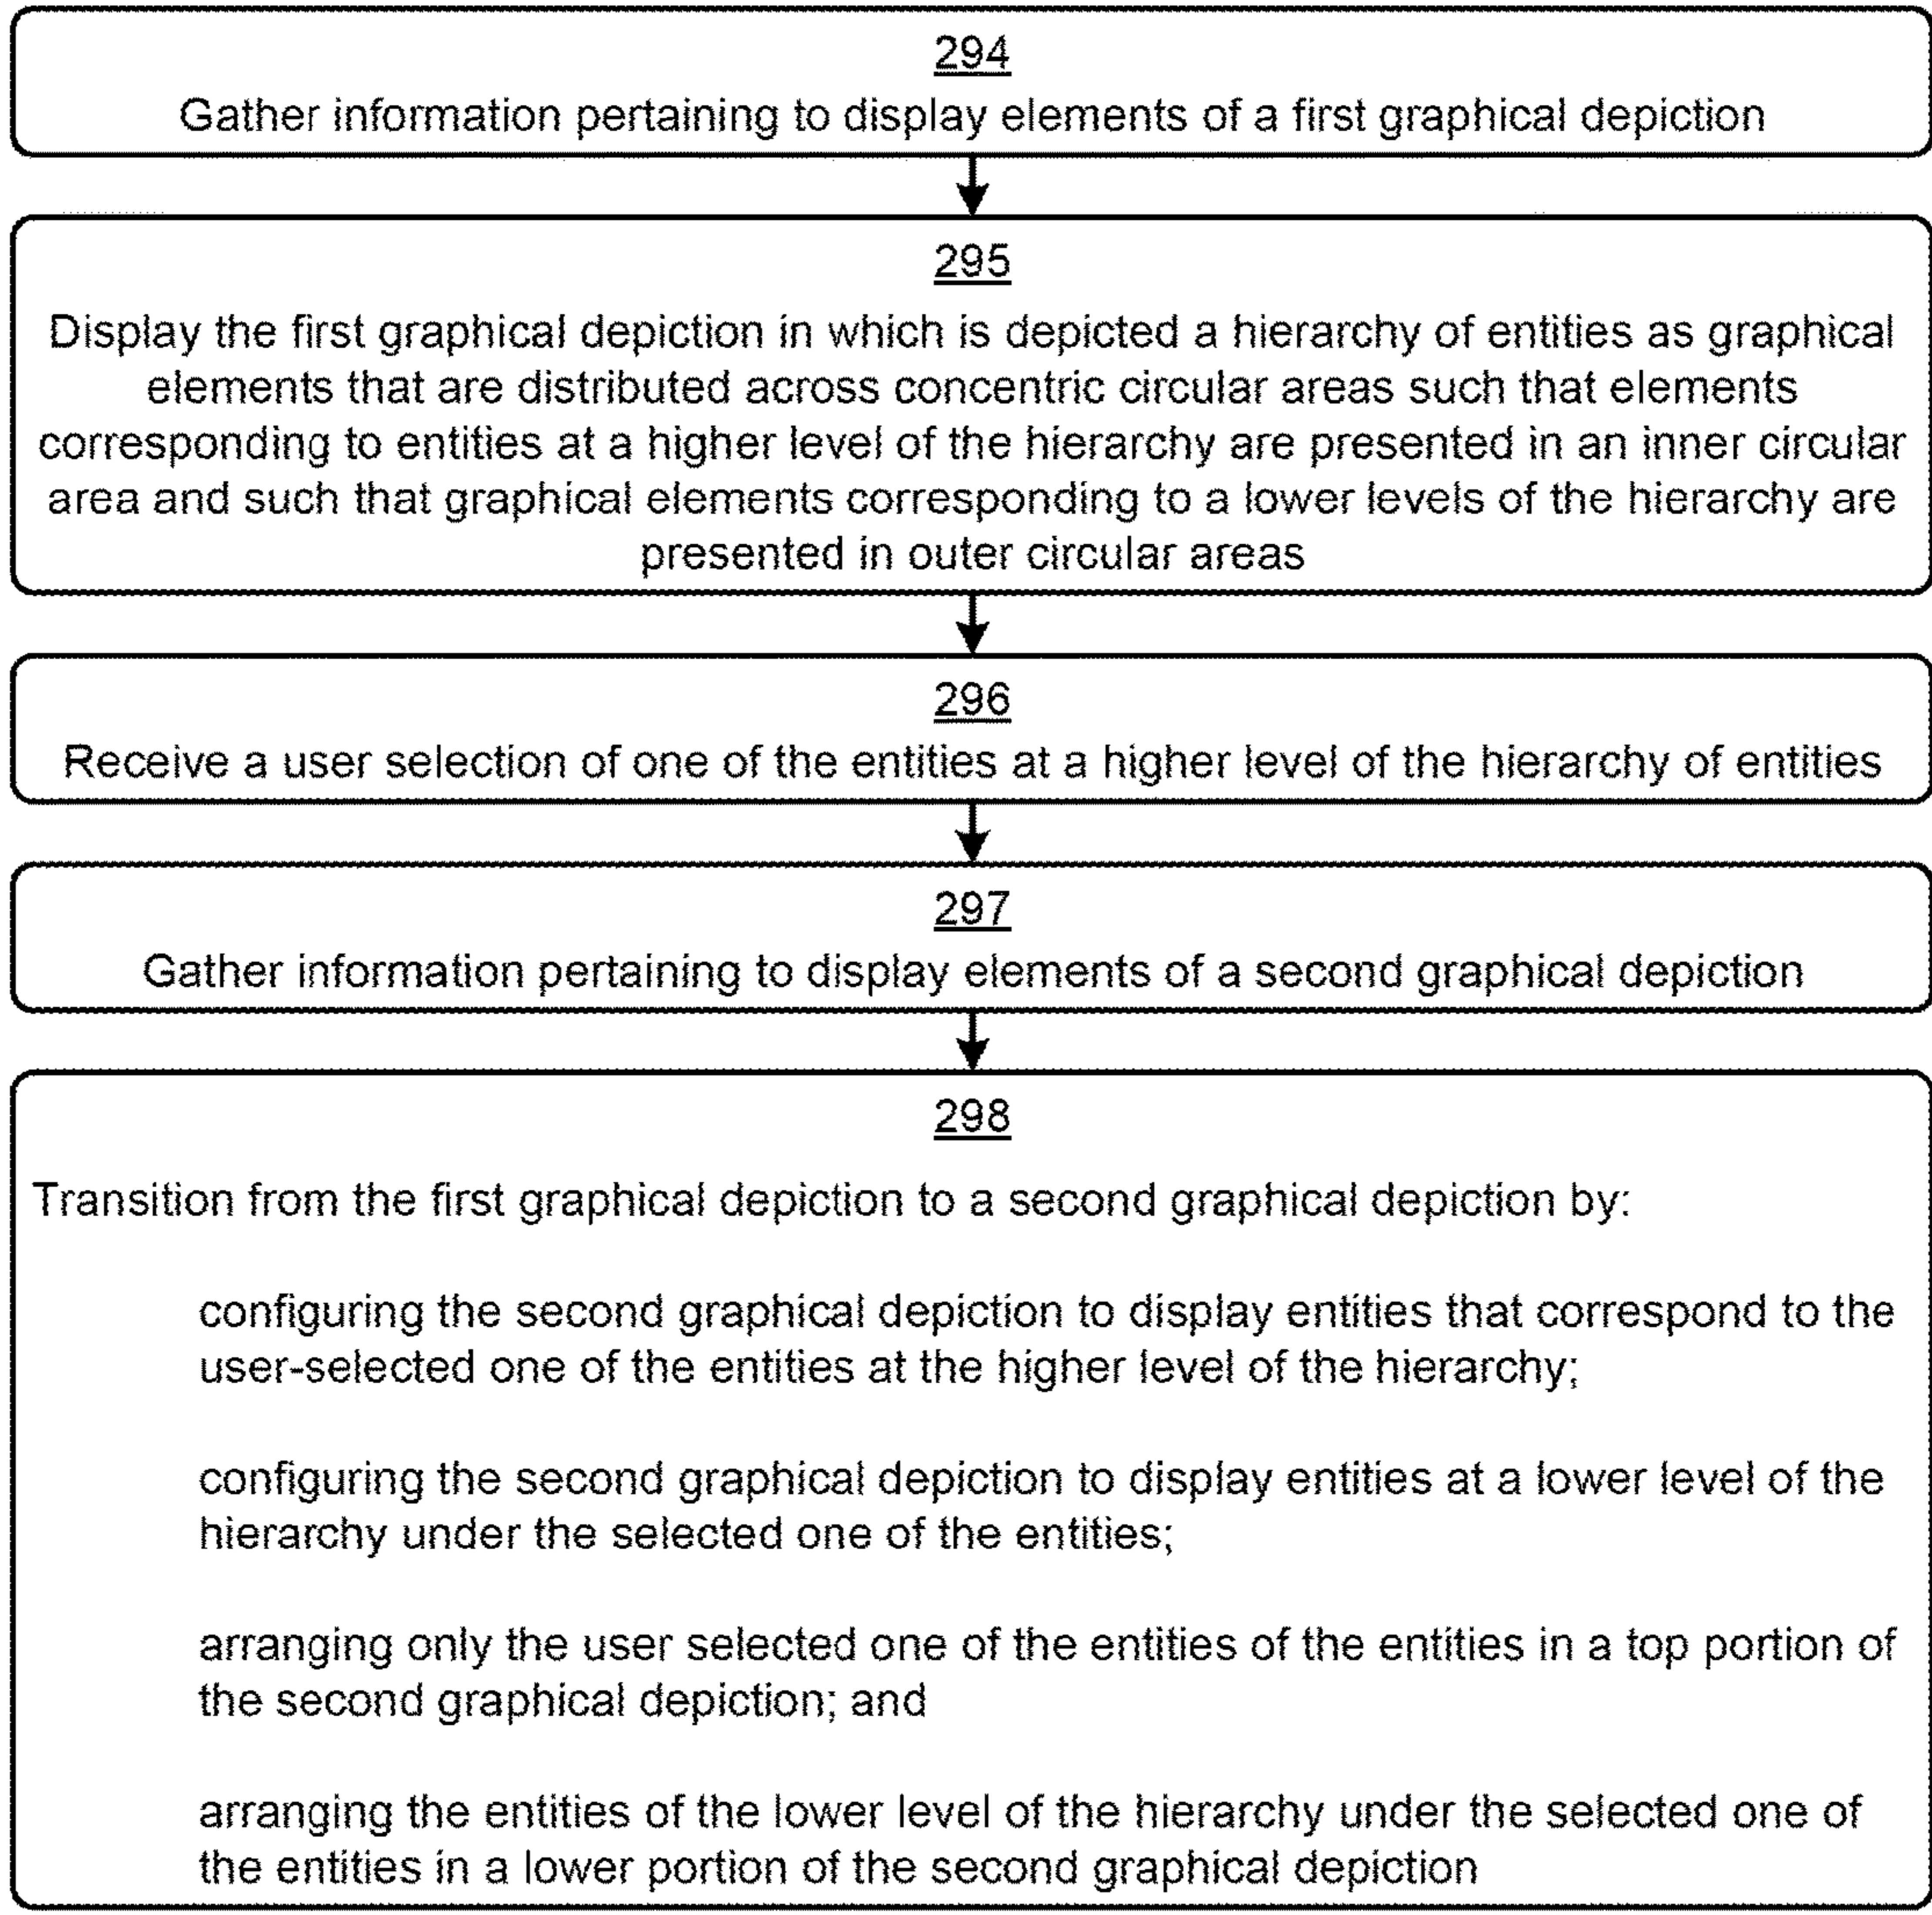 294
Gather information pertaining to display elements of a first graphical depiction
295
Display the first graphical depiction in which is depicted a hierarchy of entities as graphical
elements that are distributed across concentric circular areas such that elements
corresponding to entities at a higher level of the hierarchy are presented in an inner circular
area and such that graphical elements corresponding to a lower levels of the hierarchy are
presented in outer circular areas
296
Receive a user selection of one of the entities at a higher level of the hierarchy of entities
297
Gather information pertaining to display elements of a second graphical depiction
298
Transition from the first graphical depiction to a second graphical depiction by:
configuring the second graphical depiction to display entities that correspond to the
user-selected one of the entities at the higher level of the hierarchy;
configuring the second graphical depiction to display entities at a lower level of the
hierarchy under the selected one of the entities;
arranging only the user selected one of the entities of the entities in a top portion of
the second graphical depiction; and
arranging the entities of the lower level of the hierarchy under the selected one of
the entities in a lower portion of the second graphical depiction